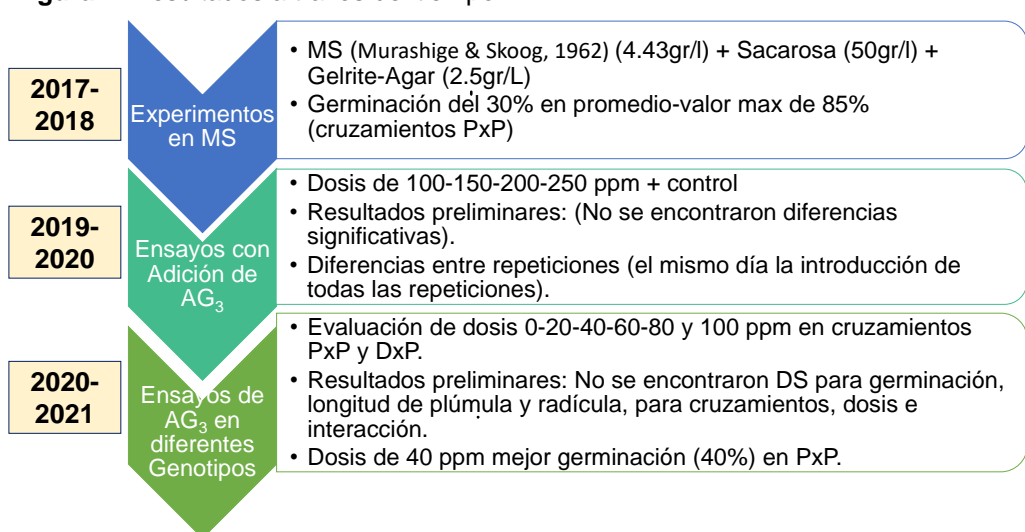 2017-
2018
Experimentos
en MS
• MS (Murashige & Skoog, 1962) (4.43gr/l) + Sacarosa (50gr/l) +
Gelrite-Agar (2.5gr/L)
• Germinación del 30% en promedio-valor max de 85%
(cruzamientos PxP)
2019-
2020
Ensayos con
Adición de
AG₃
• Dosis de 100-150-200-250 ppm + control
• Resultados preliminares: (No se encontraron diferencias
significativas).
• Diferencias entre repeticiones (el mismo día la introducción de
todas las repeticiones).
2020-
2021
Ensayos de
AG₃ en
diferentes
Genotipos
• Evaluación de dosis 0-20-40-60-80 y 100 ppm en cruzamientos
PxP y DxP.
• Resultados preliminares: No se encontraron DS para germinación,
longitud de plúmula y radícula, para cruzamientos, dosis e
interacción.
• Dosis de 40 ppm mejor germinación (40%) en PxP.